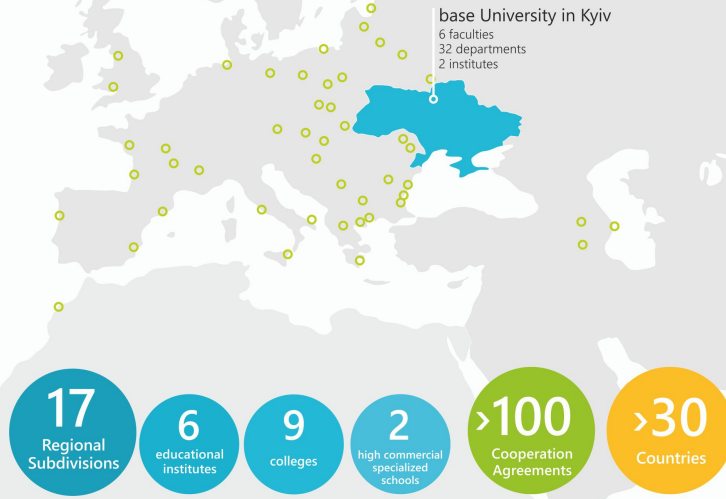 base University in Kyiv
6 faculties
32 departments
2 institutes
17
Regional
Subdivisions
6
educational
institutes
9
colleges
2
high commercial
specialized
schools
›100
Cooperation
Agreements
›30
Countries